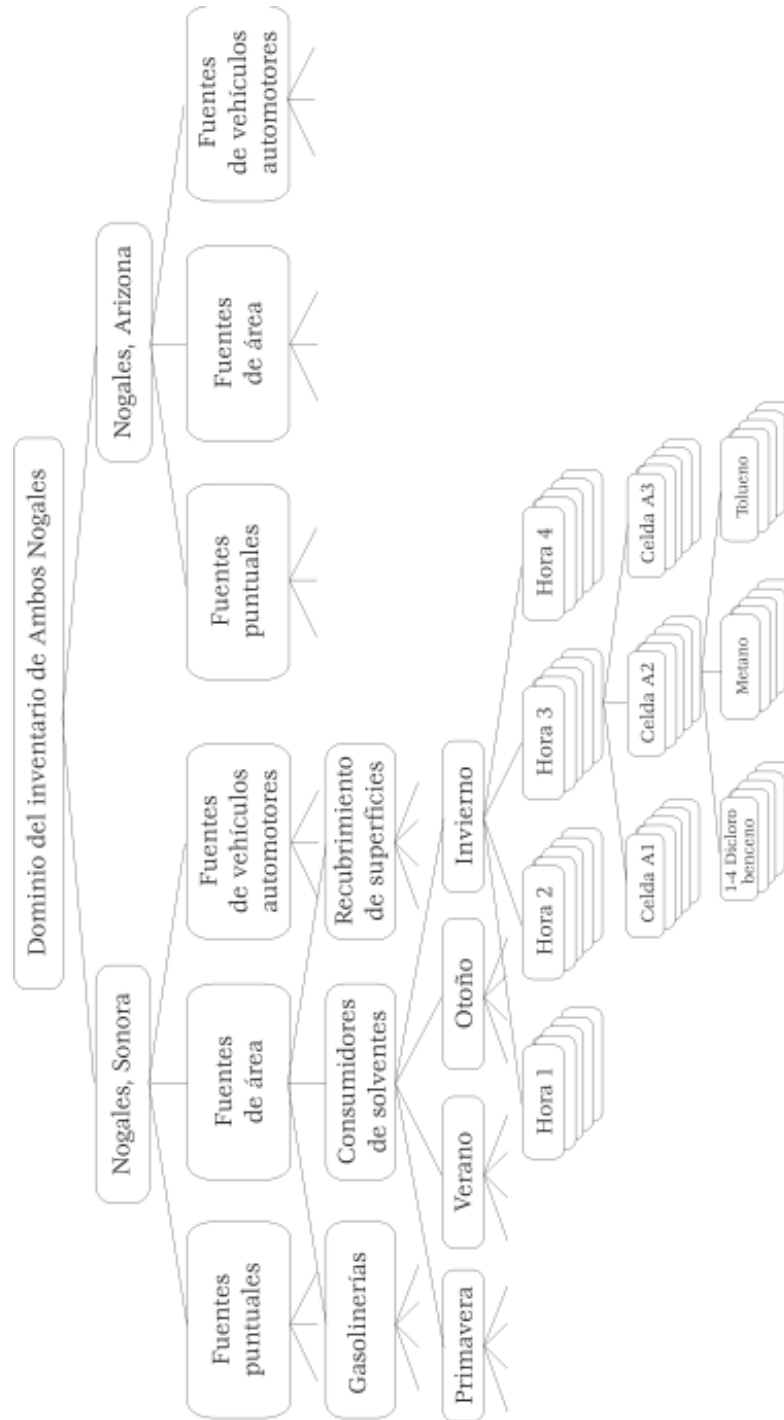 Dominio del inventario de Ambos Nogales
Nogales, Sonora
Nogales, Arizona
Fuentes
puntuales
Fuentes
de área
Fuentes
de vehículos
automotores
Fuentes
puntuales
Fuentes
de área
Fuentes
de vehículos
automotores
Gasolinerías
Consumidores
de solventes
Recubrimiento
de superficies
Primavera
Verano
Otoño
Invierno
Hora 1
Hora 2
Hora 3
Hora 4
Celda A1
Celda A2
Celda A3
1-4 Dicloro
benceno
Metano
Tolueno